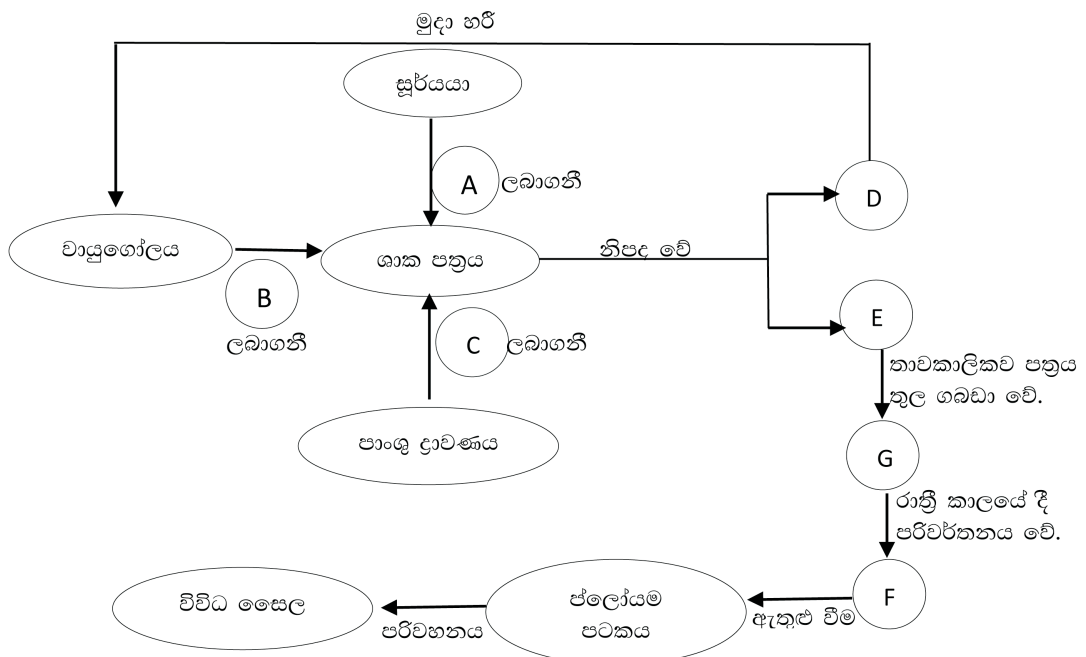 මුදා හරී
සූර්යයා
A ලබාගනී
D
වායුගෝලය
ශාක පත්‍රය
නිපද වේ
B
ලබාගනී
C ලබාගනී
E
තාවකාලිකව පත්‍රය
තුල ගබඩා වේ.
පාංශු ද්‍රාවණය
G
රාත්‍රී කාලයේ දී
පරිවර්තනය වේ.
විවිධ සෛල
පරිවහනය
ප්ලෝයම
පටකය
ඇතුළු වීම
F